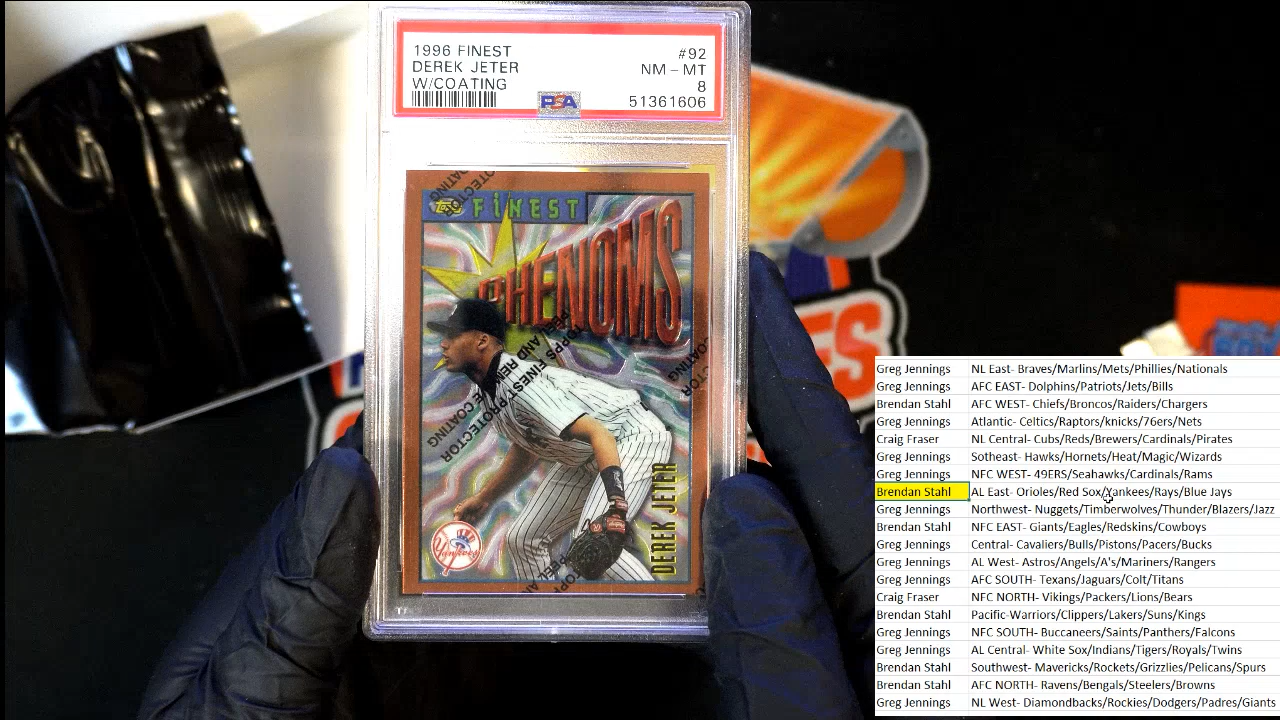 1996 FINEST #92
DEREK JETER NM-MT
W/COATING 8
PSA 51361606
FINEST
PHENOMS
TOPPS FINEST PROTECTOR
PEEL AND REMOVE COATING
DEREK JETER
Yankees
Greg Jennings NL East- Braves/Marlins/Mets/Phillies/Nationals
Greg Jennings AFC EAST- Dolphins/Patriots/Jets/Bills
Brendan Stahl AFC WEST- Chiefs/Broncos/Raiders/Chargers
Greg Jennings Atlantic- Celtics/Raptors/knicks/76ers/Nets
Craig Fraser NL Central- Cubs/Reds/Brewers/Cardinals/Pirates
Greg Jennings Sotheast- Hawks/Hornets/Heat/Magic/Wizards
Greg Jennings NFC WEST- 49ERS/Seahawks/Cardinals/Rams
Brendan Stahl AL East- Orioles/Red Sox/Yankees/Rays/Blue Jays
Greg Jennings Northwest- Nuggets/Timberwolves/Thunder/Blazers/Jazz
Brendan Stahl NFC EAST- Giants/Eagles/Redskins/Cowboys
Greg Jennings Central- Cavaliers/Bulls/Pistons/Pacers/Bucks
Greg Jennings AL West- Astros/Angels/A's/Mariners/Rangers
Greg Jennings AFC SOUTH- Texans/Jaguars/Colt/Titans
Craig Fraser NFC NORTH- Vikings/Packers/Lions/Bears
Brendan Stahl Pacific- Warriors/Clippers/Lakers/Suns/Kings
Greg Jennings NFC SOUTH- Buccaneers/Saints/Panthers/Falcons
Greg Jennings AL Central- White Sox/Indians/Tigers/Royals/Twins
Brendan Stahl Southwest- Mavericks/Rockets/Grizzlies/Pelicans/Spurs
Brendan Stahl AFC NORTH- Ravens/Bengals/Steelers/Browns
Greg Jennings NL West- Diamondbacks/Rockies/Dodgers/Padres/Giants